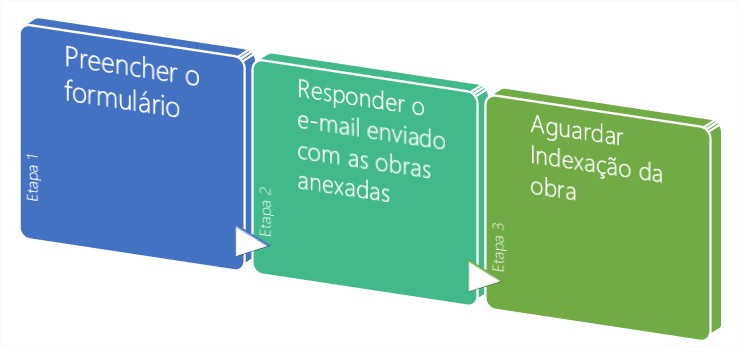 Preencher o
formulário
Etapa 1
Responder o
e-mail enviado
com as obras
anexadas
Etapa 2
Aguardar
Indexação da
obra
Etapa 3